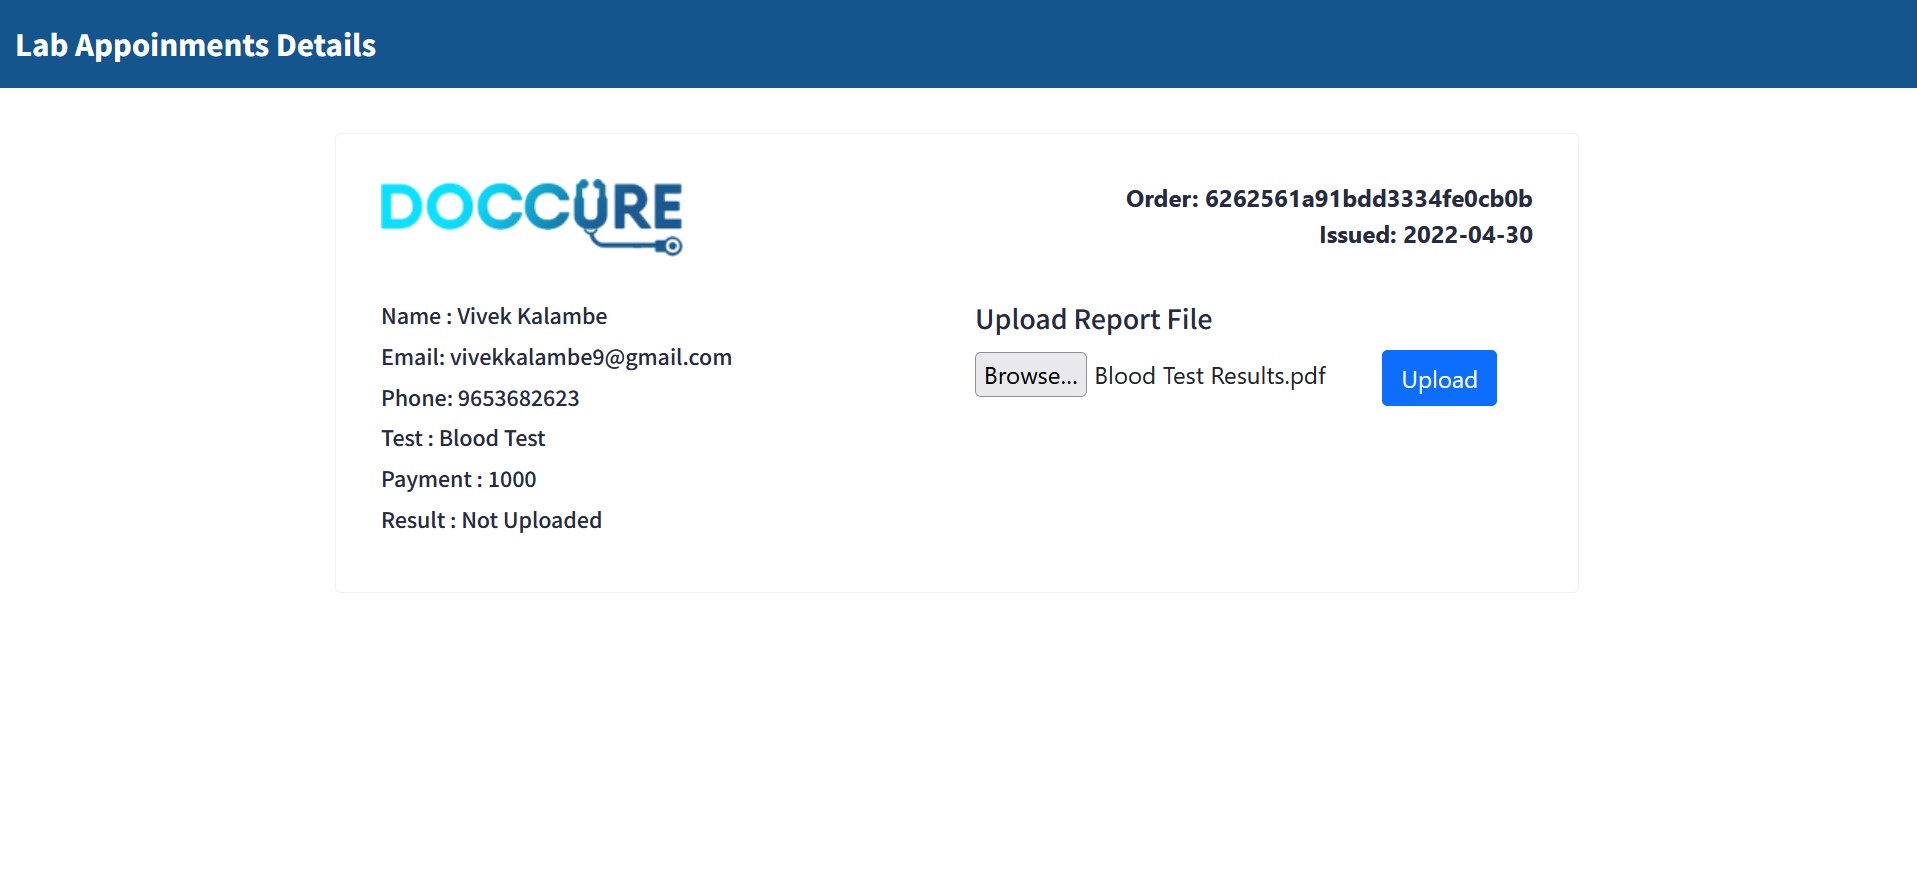 Lab Appoinments Details
DOCCURE
Order: 6262561a91bdd3334fe0cb0b
Issued: 2022-04-30
Name : Vivek Kalambe
Email: vivekkalambe9@gmail.com
Phone: 9653682623
Test : Blood Test
Payment : 1000
Result : Not Uploaded
Upload Report File
Browse... Blood Test Results.pdf Upload